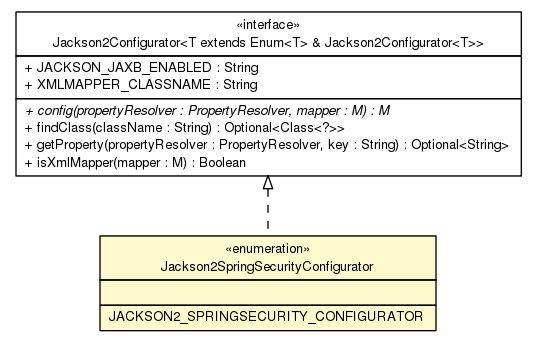 «interface»
Jackson2Configurator<T extends Enum<T> & Jackson2Configurator<T>>
+ JACKSON_JAXB_ENABLED : String
+ XMLMAPPER_CLASSNAME : String
+ config(propertyResolver : PropertyResolver, mapper : M) : M
+ findClass(className : String) : Optional<Class<?>>
+ getProperty(propertyResolver : PropertyResolver, key : String) : Optional<String>
+ isXmlMapper(mapper : M) : Boolean
«enumeration»
Jackson2SpringSecurityConfigurator
JACKSON2_SPRINGSECURITY_CONFIGURATOR